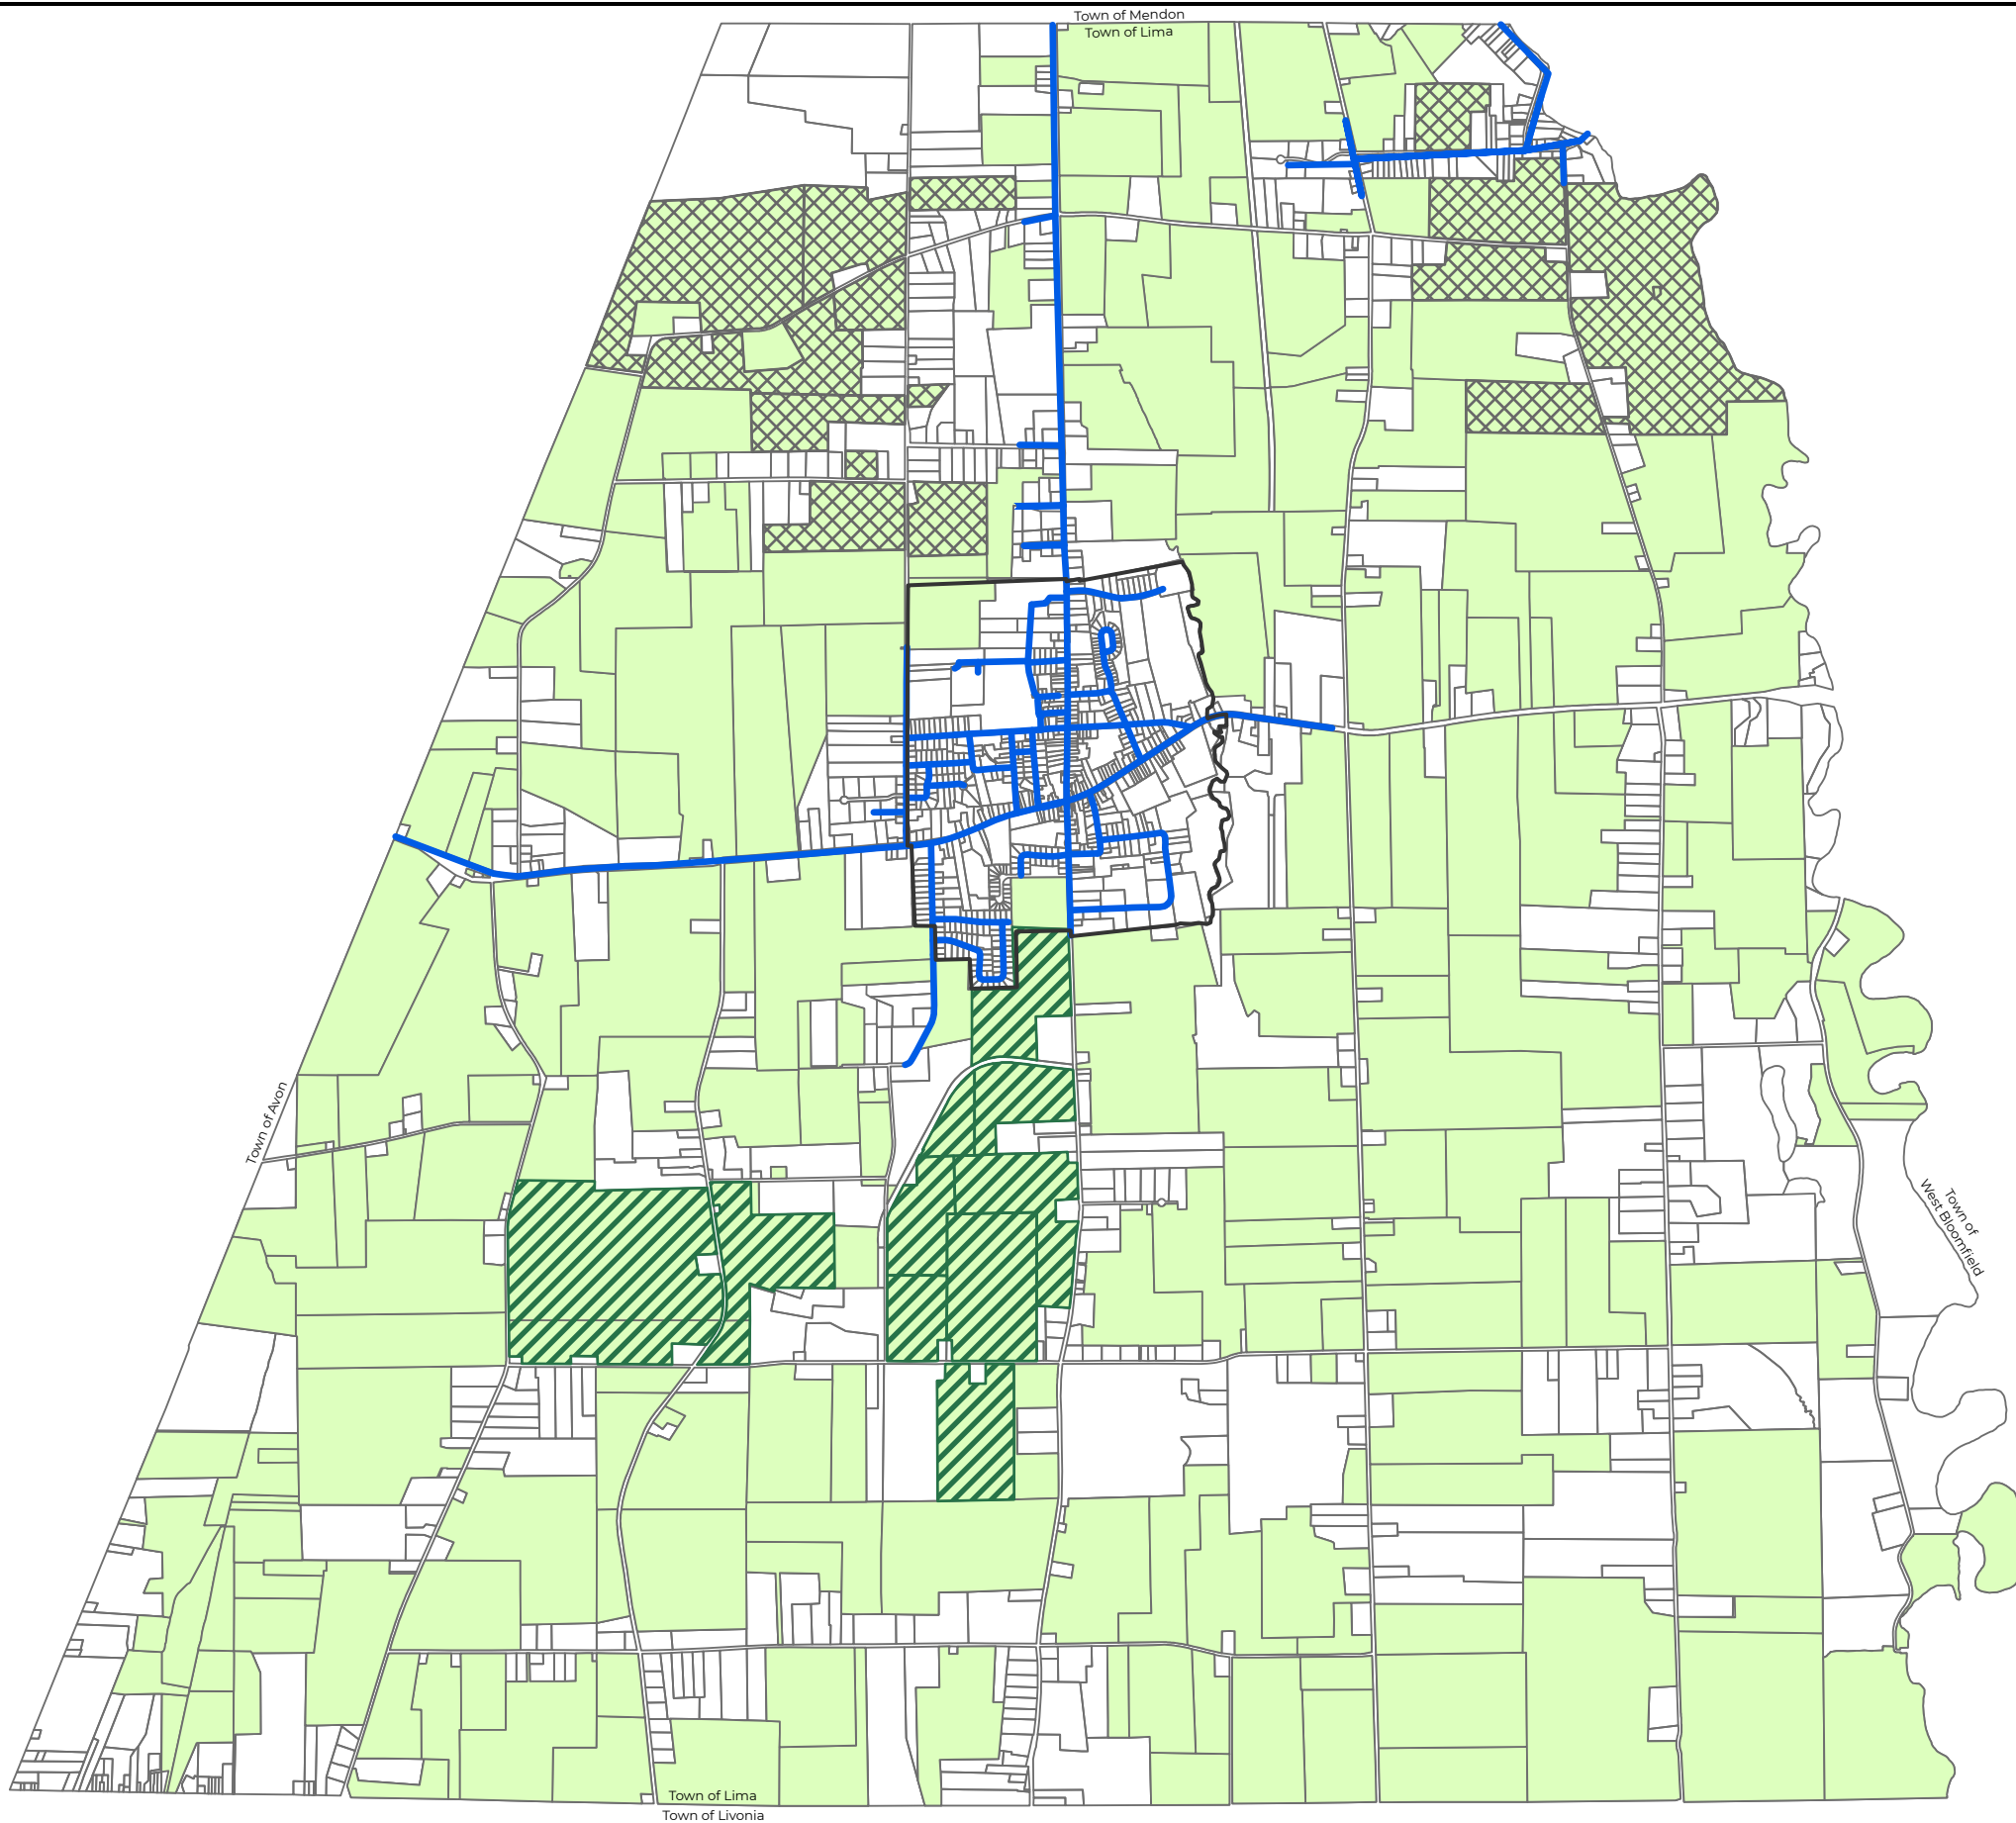 Town of Mendon
Town of Lima
Town of Avon
Town of
West Bloomfield
Town of Lima
Town of Livonia